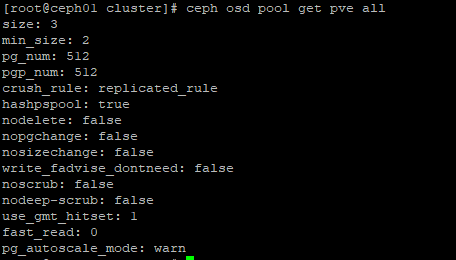 [root@ceph01 cluster]# ceph osd pool get pve all
size: 3
min_size: 2
pg_num: 512
pgp_num: 512
crush_rule: replicated_rule
hashpspool: true
nodelete: false
nopgchange: false
nosizechange: false
write_fadvise_dontneed: false
noscrub: false
nodeep-scrub: false
use_gmt_hitset: 1
fast_read: 0
pg_autoscale_mode: warn